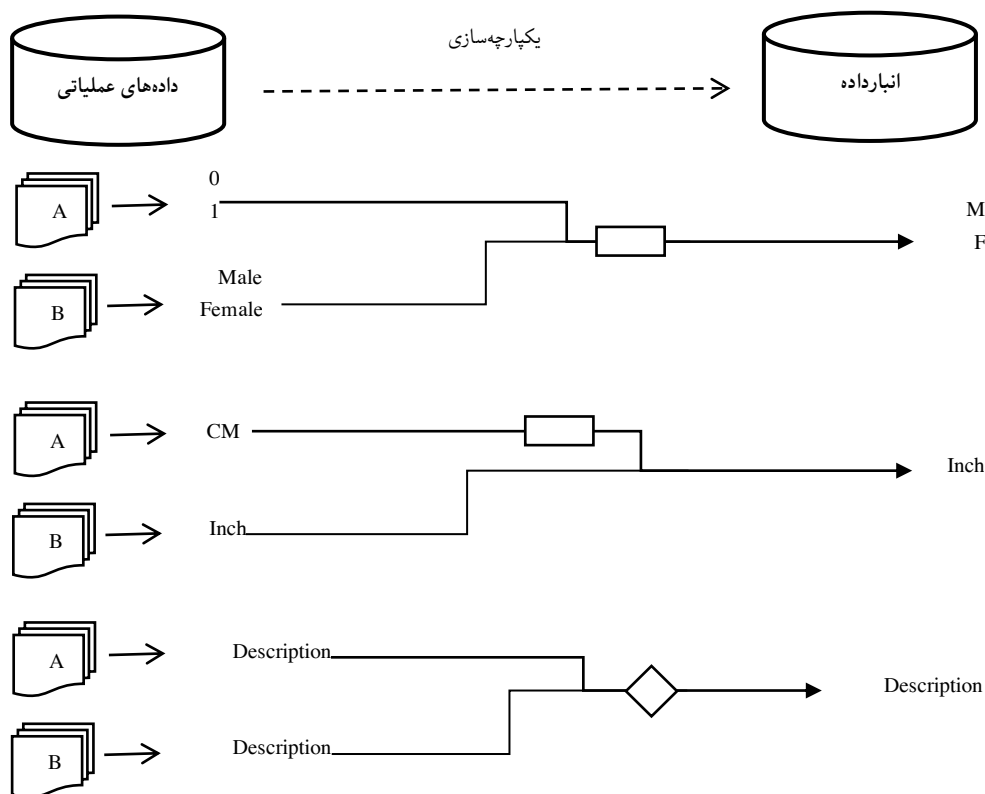 یکپارچه‌سازی
داده‌های عملیاتی
انبارداده
A
0
1
M
F
B
Male
Female
A
CM
Inch
B
Inch
A
Description
Description
B
Description